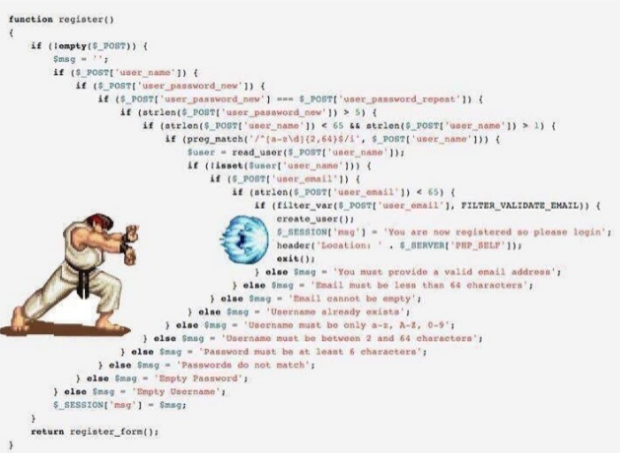 function register()
{
    if (!empty($_POST)) {
        $msg = '';
        if ($_POST['user_name']) {
            if ($_POST['user_password_new']) {
                if ($_POST['user_password_new'] === $_POST['user_password_repeat']) {
                    if (strlen($_POST['user_password_new']) > 5) {
                        if (strlen($_POST['user_name']) < 65 && strlen($_POST['user_name']) > 1) {
                            if (preg_match('/^[a-z\d]{2,64}$/i', $_POST['user_name'])) {
                                $user = read_user($_POST['user_name']);
                                if (!isset($user['user_name'])) {
                                    if ($_POST['user_email']) {
                                        if (strlen($_POST['user_email']) < 65) {
                                            if (filter_var($_POST['user_email'], FILTER_VALIDATE_EMAIL)) {
                                                create_user();
                                                $_SESSION['msg'] = 'You are now registered so please login';
                                                header('Location: ' . $_SERVER['PHP_SELF']);
                                                exit();
                                            } else $msg = 'You must provide a valid email address';
                                        } else $msg = 'Email must be less than 64 characters';
                                    } else $msg = 'Email cannot be empty';
                                } else $msg = 'Username already exists';
                            } else $msg = 'Username must be only a-z, A-Z, 0-9';
                        } else $msg = 'Username must be between 2 and 64 characters';
                    } else $msg = 'Password must be at least 6 characters';
                } else $msg = 'Passwords do not match';
            } else $msg = 'Empty Password';
        } else $msg = 'Empty Username';
        $_SESSION['msg'] = $msg;
    }
    return register_form();
}